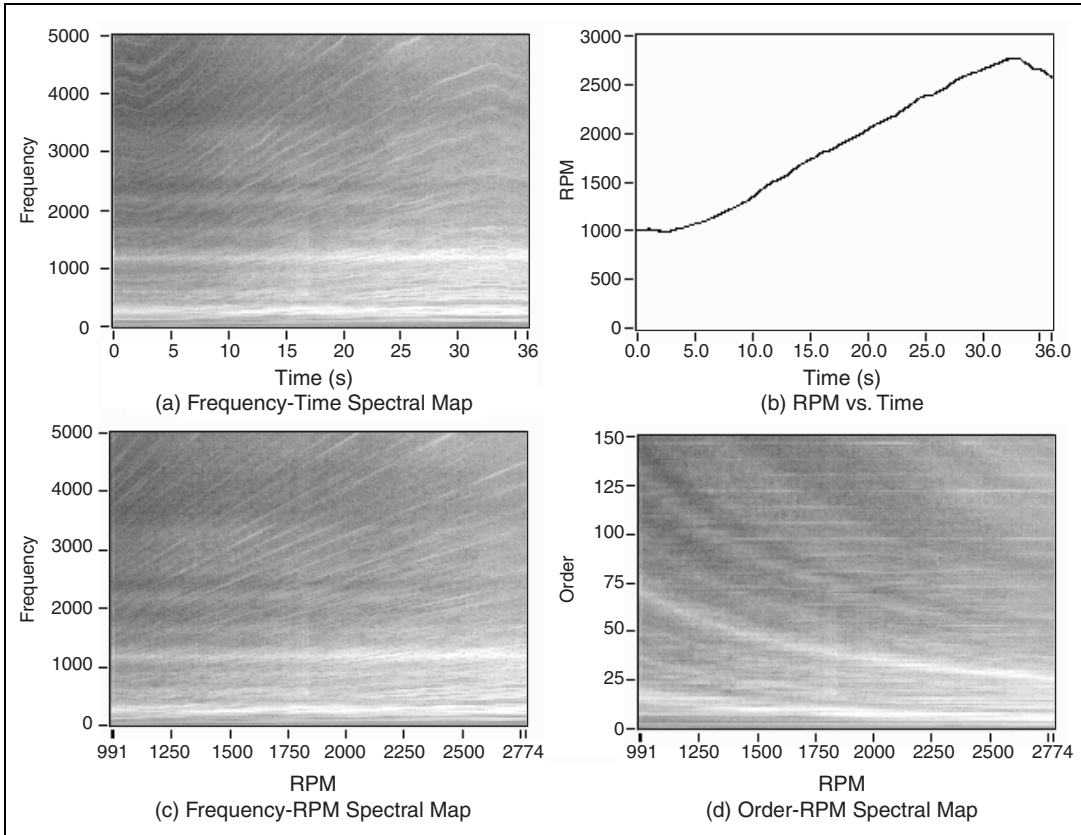 5000
4000
3000
2000
1000
0
Frequency
0 5 10 15 20 25 30 36
Time (s)
(a) Frequency-Time Spectral Map
3000
2500
2000
1500
1000
500
0
RPM
0.0 5.0 10.0 15.0 20.0 25.0 30.0 36.0
Time (s)
(b) RPM vs. Time
5000
4000
3000
2000
1000
0
Frequency
991 1250 1500 1750 2000 2250 2500 2774
RPM
(c) Frequency-RPM Spectral Map
150
125
100
75
50
25
0
Order
991 1250 1500 1750 2000 2250 2500 2774
RPM
(d) Order-RPM Spectral Map